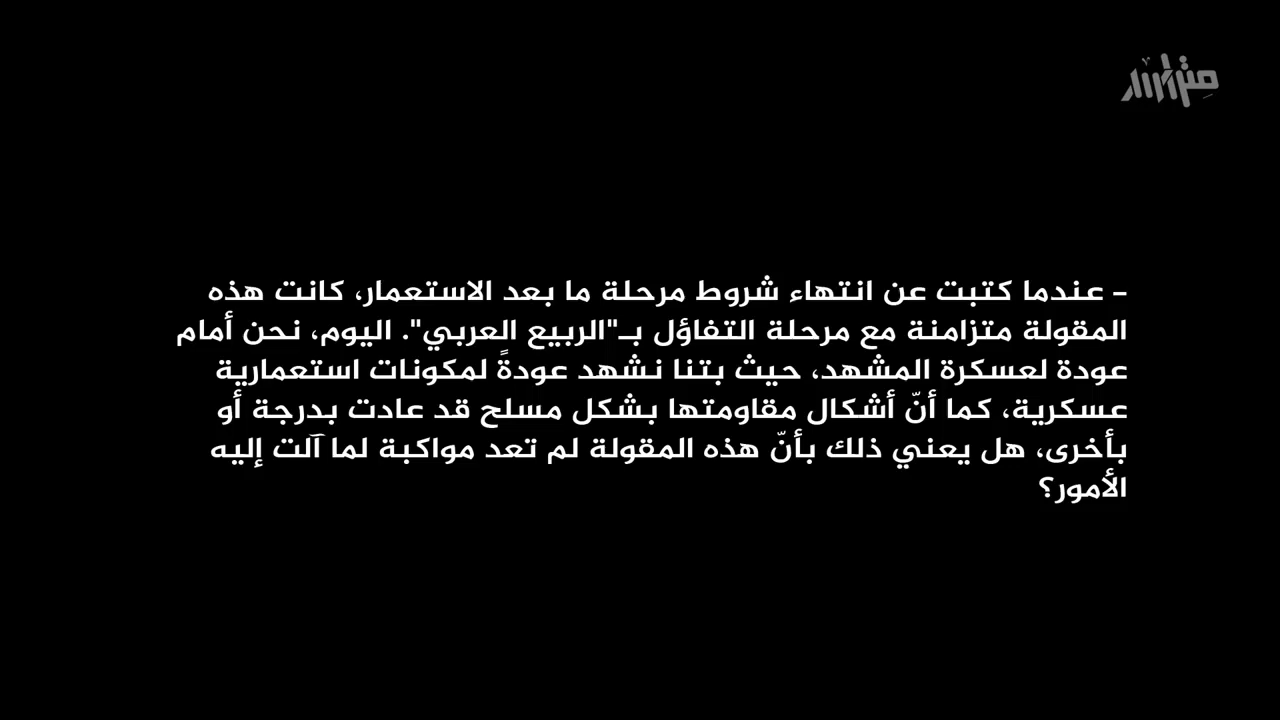 متراس
- عندما كتبت عن انتهاء شروط مرحلة ما بعد الاستعمار، كانت هذه
المقولة متزامنة مع مرحلة التفاؤل بـ"الربيع العربي". اليوم، نحن أمام
عودة لعسكرة المشهد، حيث بتنا نشهد عودةً لمكونات استعمارية
عسكرية، كما أنّ أشكال مقاومتها بشكل مسلح قد عادت بدرجة أو
بأخرى، هل يعني ذلك بأنّ هذه المقولة لم تعد مواكبة لما آلت إليه
الأمور؟